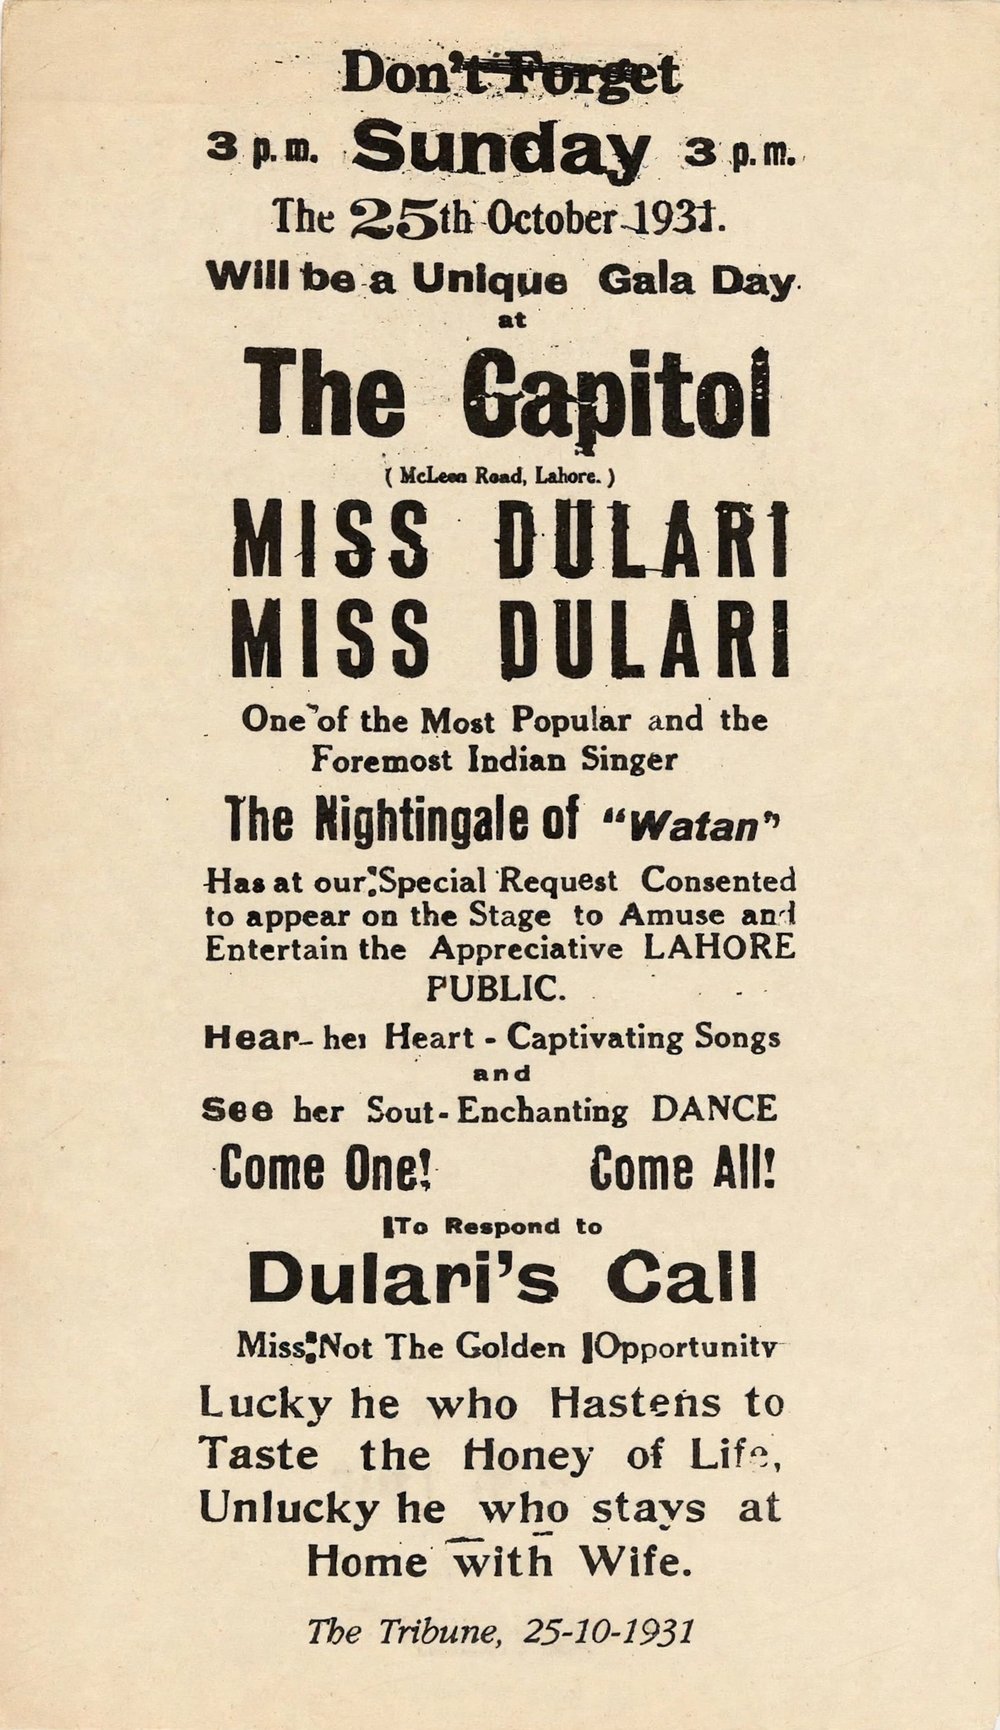 Don't Forget
3 p.m. Sunday 3 p.m.
The 25th October 1931.
Will be a Unique Gala Day
at
The Capitol
( McLeon Road, Lahore. )
MISS DULARI
MISS DULARI
One of the Most Popular and the
Foremost Indian Singer
The Nightingale of "Watan"
Has at our Special Request Consented
to appear on the Stage to Amuse and
Entertain the Appreciative LAHORE
PUBLIC.
Hear- her Heart - Captivating Songs
and
See her Sout - Enchanting DANCE
Come One! Come All!
To Respond to
Dulari's Call
Miss Not The Golden Opportunity
Lucky he who Hastens to
Taste the Honey of Life,
Unlucky he who stays at
Home with Wife.
The Tribune, 25-10-1931